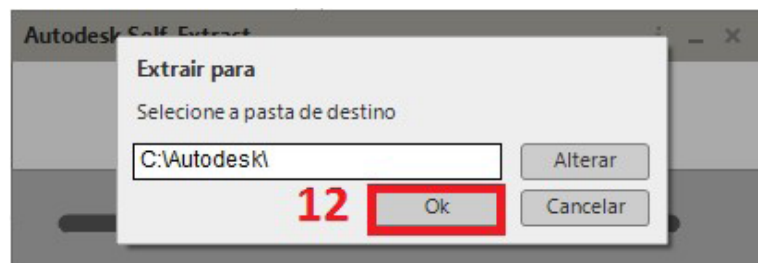 Autodesk Self-Extract
Extrair para
Selecione a pasta de destino
C:\Autodesk\
Alterar
12
Ok
Cancelar